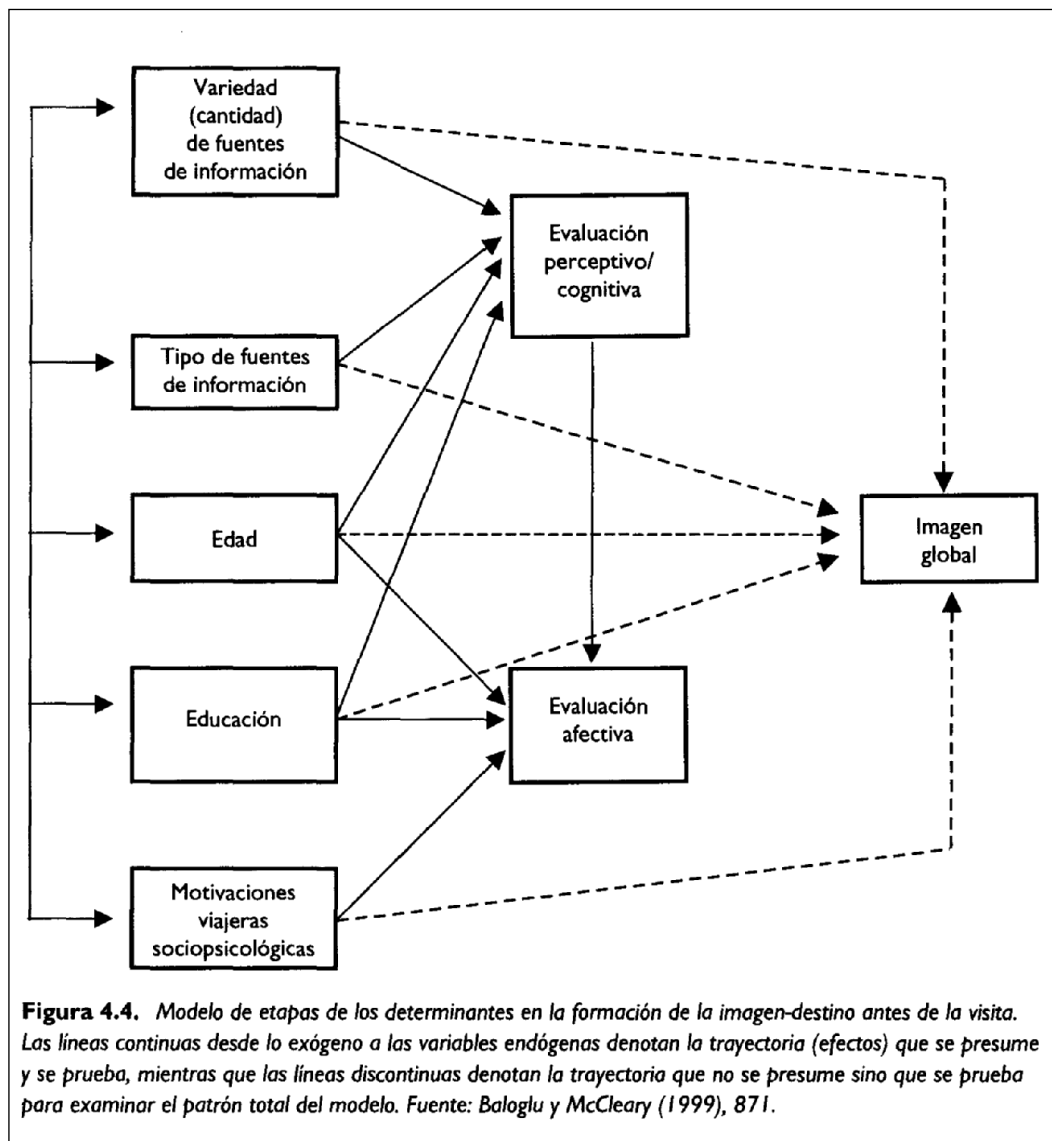 Variedad
(cantidad)
de fuentes
de información
Evaluación
perceptivo/
cognitiva
Tipo de fuentes
de información
Edad
Imagen
global
Educación
Evaluación
afectiva
Motivaciones
viajeras
sociopsicológicas
Figura 4.4. Modelo de etapas de los determinantes en la formación de la imagen-destino antes de la visita.
Las líneas continuas desde lo exógeno a las variables endógenas denotan la trayectoria (efectos) que se presume
y se prueba, mientras que las líneas discontinuas denotan la trayectoria que no se presume sino que se prueba
para examinar el patrón total del modelo. Fuente: Baloglu y McCleary (1999), 871.